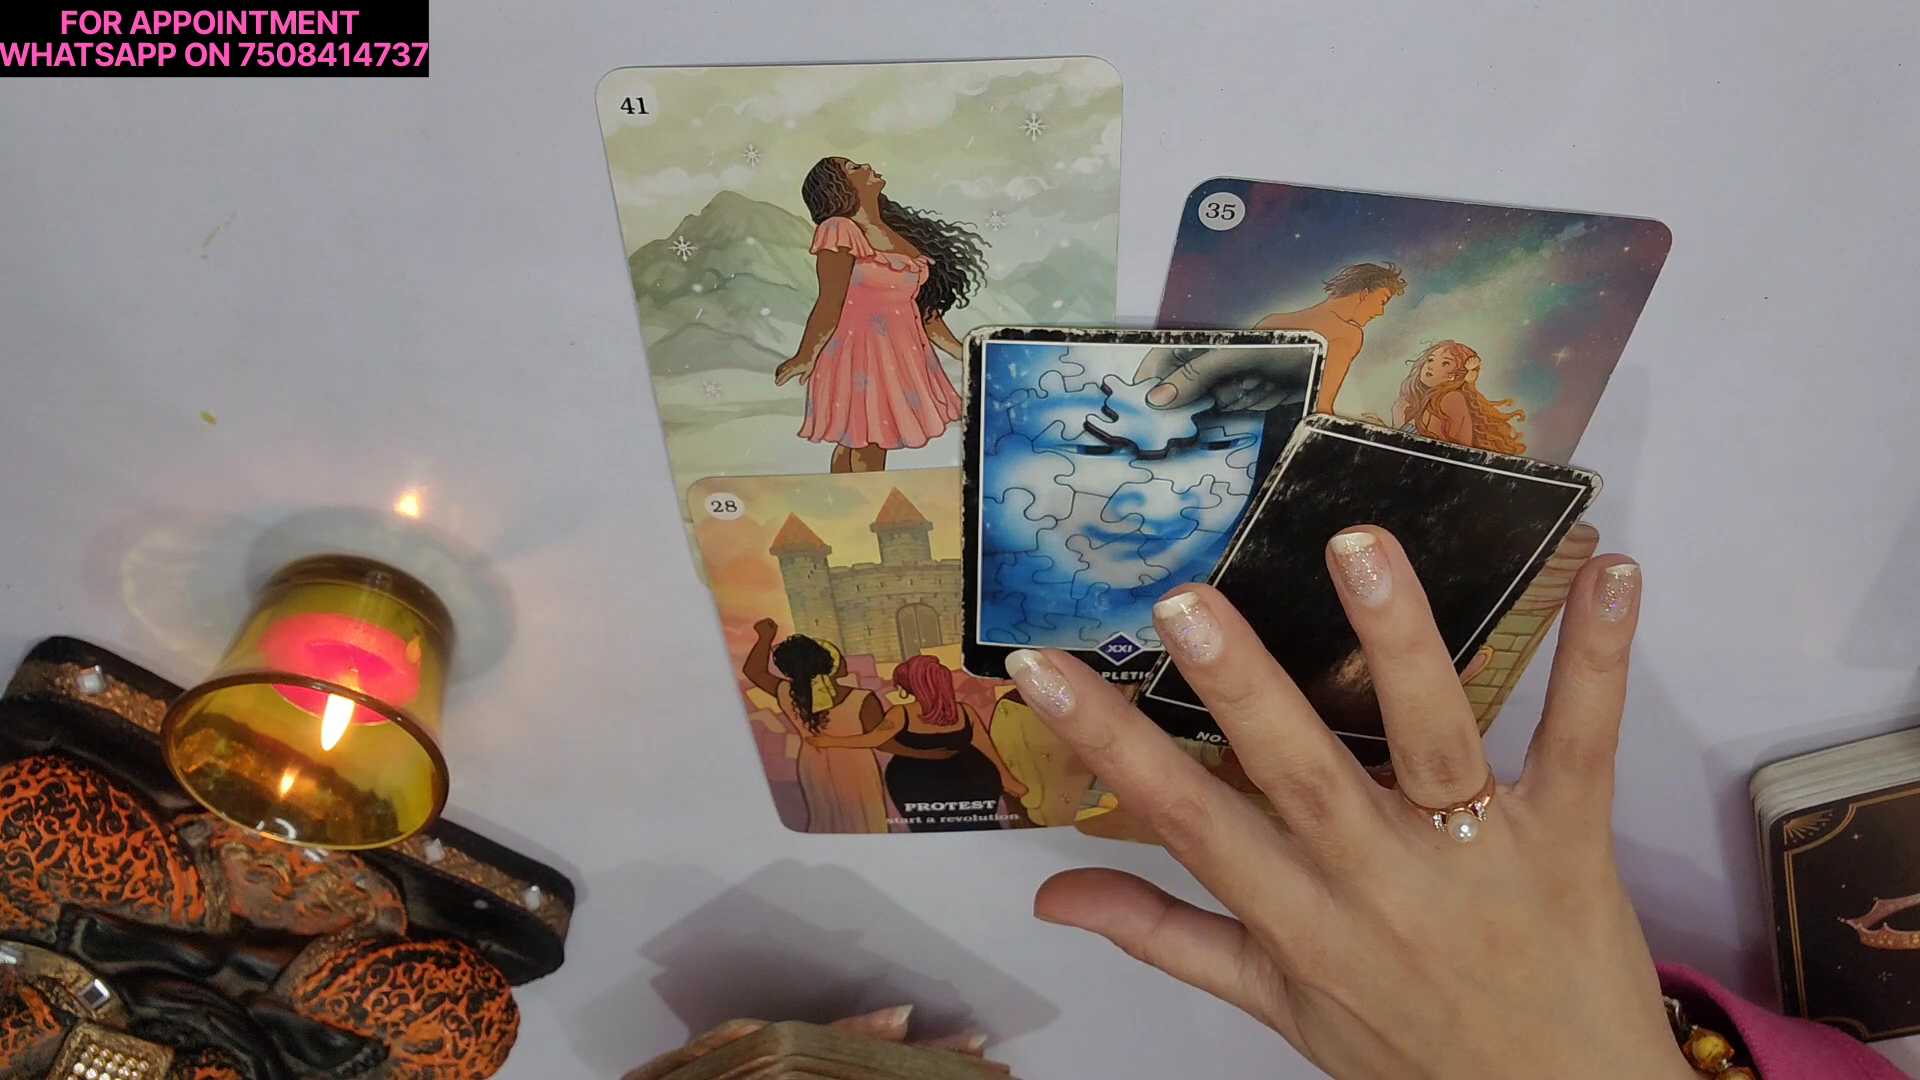 FOR APPOINTMENT
WHATSAPP ON 7508414737
41
35
28
XXI
PROTEST
start a revolution